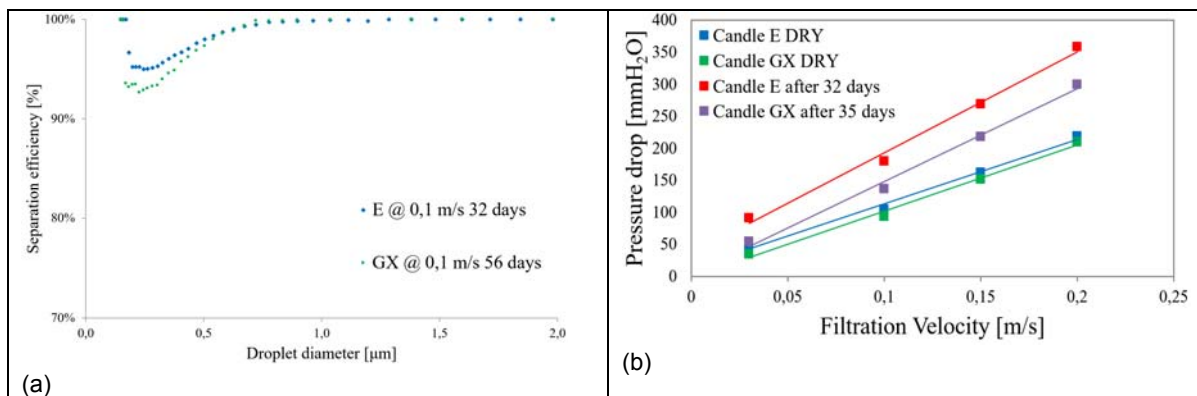 100%
90%
80%
70%
Separation efficiency [%]
E @ 0,1 m/s 32 days
GX @ 0,1 m/s 56 days
0,0 0,5 1,0 1,5 2,0
Droplet diameter [μm]
(a)
400
350
300
250
200
150
100
50
0
Pressure drop [mmH₂O]
Candle E DRY
Candle GX DRY
Candle E after 32 days
Candle GX after 35 days
0 0,05 0,1 0,15 0,2 0,25
Filtration Velocity [m/s]
(b)